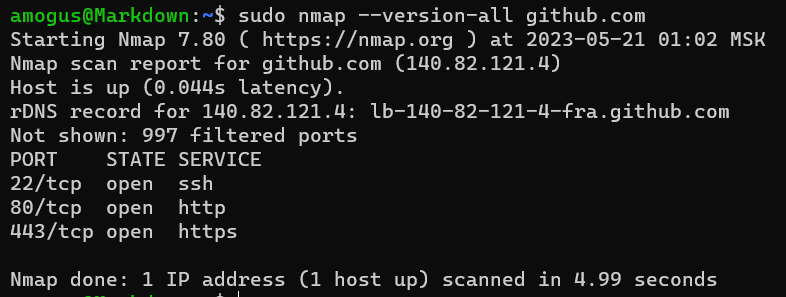 amogus@Markdown:~$ sudo nmap --version-all github.com
Starting Nmap 7.80 ( https://nmap.org ) at 2023-05-21 01:02 MSK
Nmap scan report for github.com (140.82.121.4)
Host is up (0.044s latency).
rDNS record for 140.82.121.4: lb-140-82-121-4-fra.github.com
Not shown: 997 filtered ports
PORT    STATE SERVICE
22/tcp  open  ssh
80/tcp  open  http
443/tcp open  https
Nmap done: 1 IP address (1 host up) scanned in 4.99 seconds